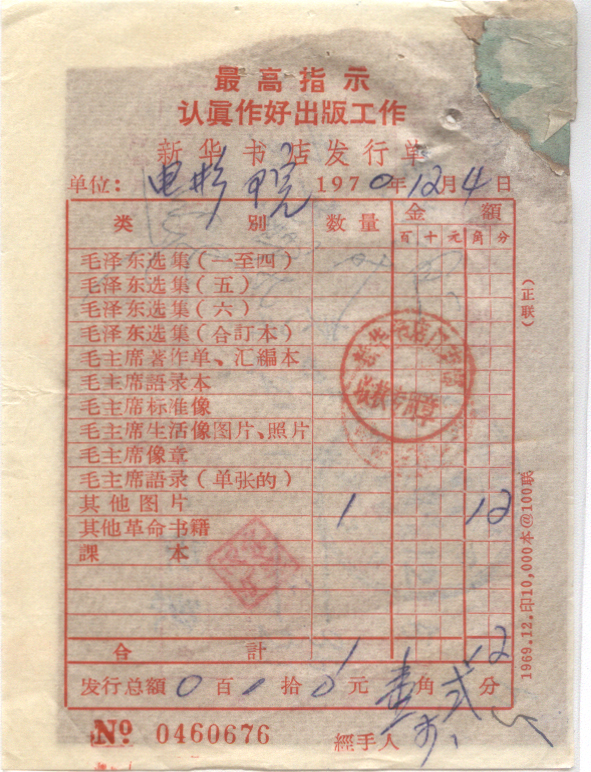 最高指示
认真作好出版工作
新华书店发行单
单位：电影院 1970年12月4日
类别 数量 金额
百 十 元 角 分
毛泽东选集（一至四）
毛泽东选集（五）
毛泽东选集（六）
毛泽东选集（合訂本）
毛主席著作单、汇編本
毛主席語录本
毛主席标准像
毛主席生活像图片、照片
毛主席像章
毛主席語录（单张的）
其他图片 1 12
其他革命书籍
課本
合計 1 12
发行总額 0 百 拾 0 元 壹 角 弍 分
№ 0460676 經手人
（正联）
1969.12.印10,000本@100联
收款专用章